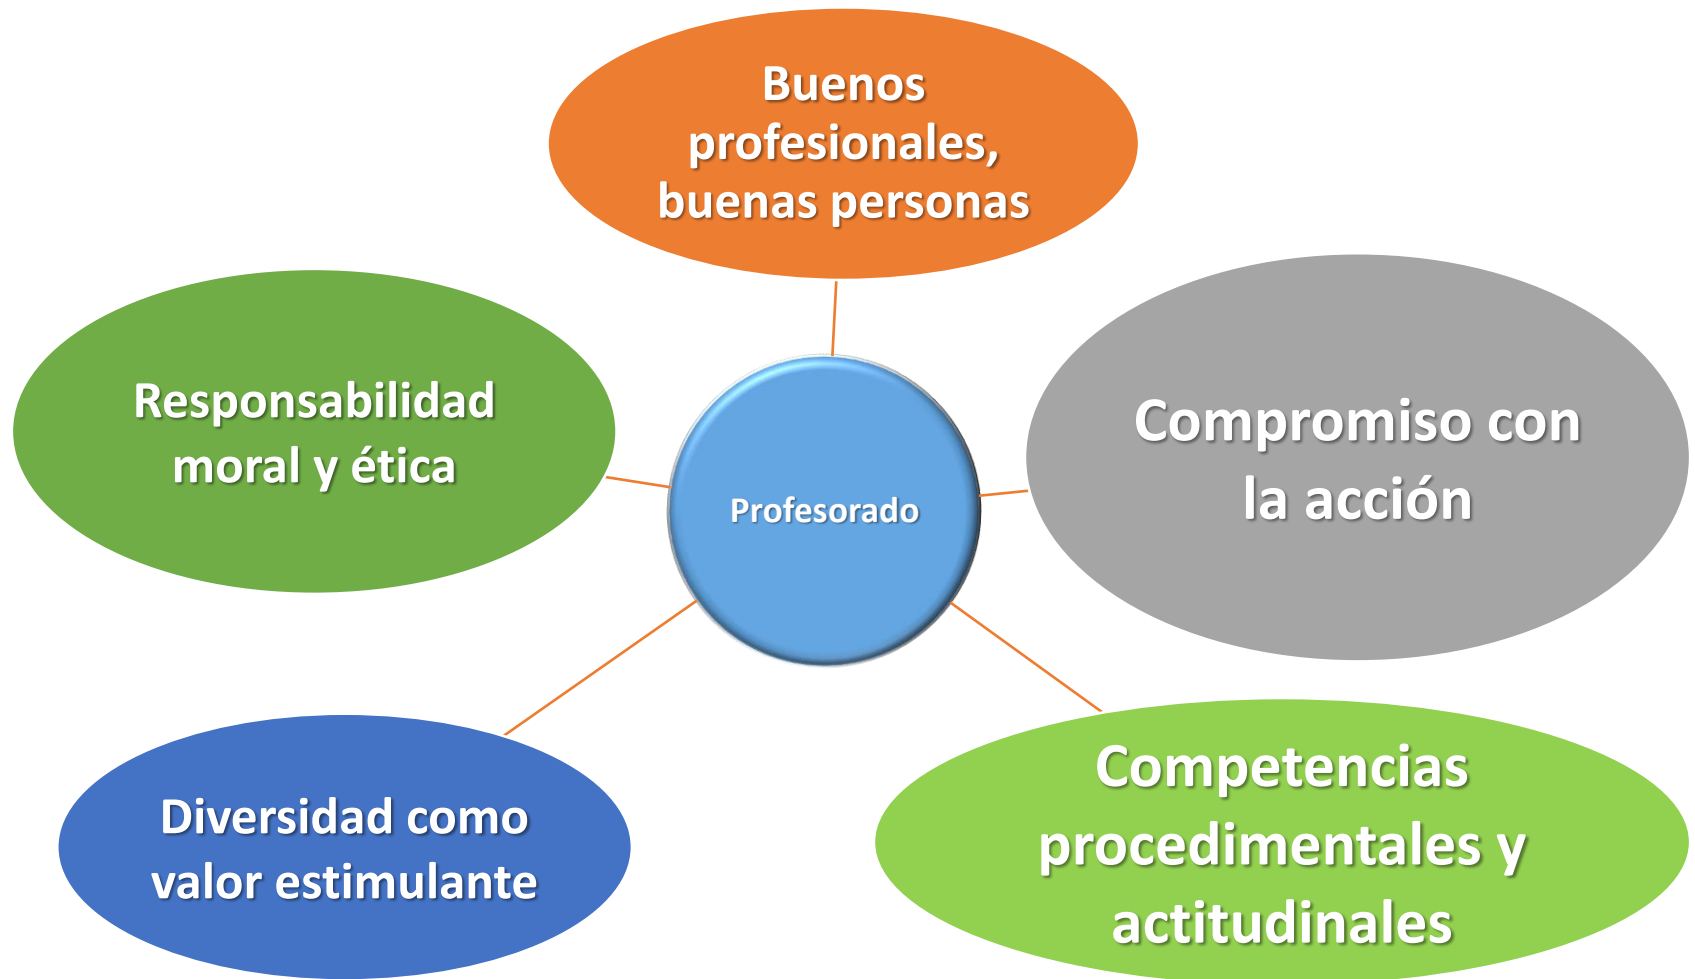 Buenos
profesionales,
buenas personas
Responsabilidad
moral y ética
Compromiso con
la acción
Profesorado
Diversidad como
valor estimulante
Competencias
procedimentales y
actitudinales